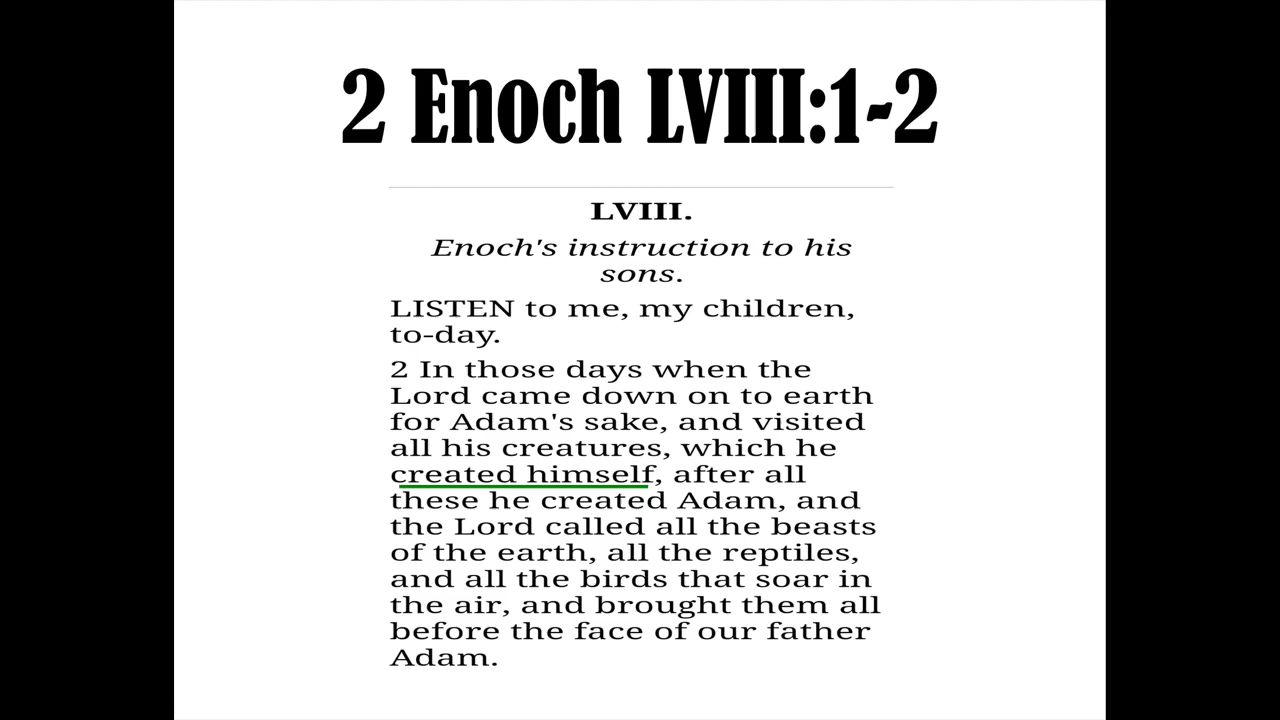 2 Enoch LVIII:1-2
LVIII.
Enoch's instruction to his
sons.
LISTEN to me, my children,
to-day.
2 In those days when the
Lord came down on to earth
for Adam's sake, and visited
all his creatures, which he
created himself, after all
these he created Adam, and
the Lord called all the beasts
of the earth, all the reptiles,
and all the birds that soar in
the air, and brought them all
before the face of our father
Adam.